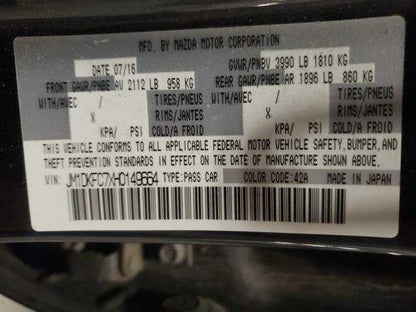 MFD. BY MAZDA MOTOR CORPORATION
DATE 07/16 GVWR/PNBV 3990 LB 1810 KG
FRONT GAWR/PNBE AV 2112 LB 958 KG REAR GAWR/PNBE AR 1896 LB 860 KG
WITH/AVEC / TIRES/PNEUS WITH/AVEC / TIRES/PNEUS
X RIMS/JANTES X RIMS/JANTES
KPA/ PSI COLD/A FROID KPA/ PSI COLD/A FROID
THIS VEHICLE CONFORMS TO ALL APPLICABLE FEDERAL MOTOR VEHICLE SAFETY, BUMPER, AND
THEFT PREVENTION STANDARDS IN EFFECT ON THE DATE OF MANUFACTURE SHOWN ABOVE.
VIN: JM1DKFC7XH0149664 TYPE:PASS CAR COLOR CODE:42A MADE IN JAPAN